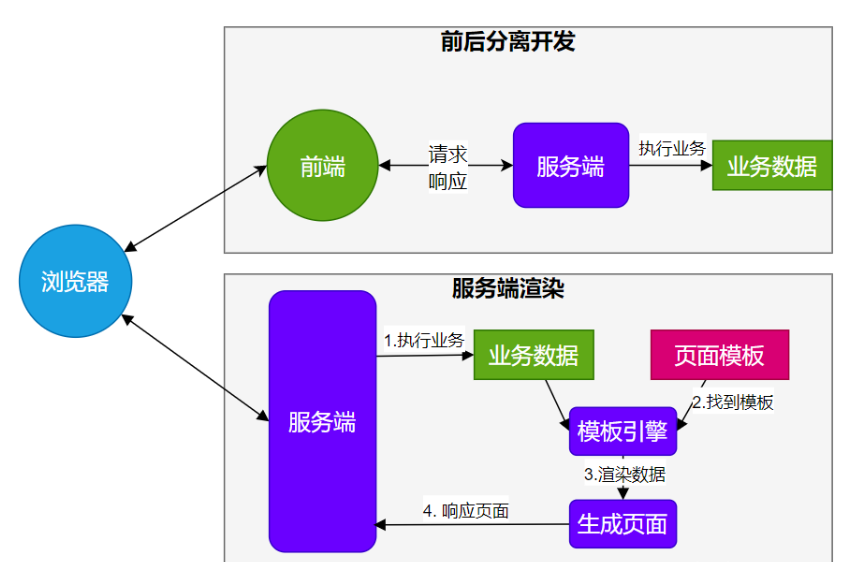 前后分离开发
前端
请求
响应
服务端
执行业务
业务数据
浏览器
服务端渲染
服务端
1.执行业务
业务数据
页面模板
2.找到模板
模板引擎
3.渲染数据
4. 响应页面
生成页面